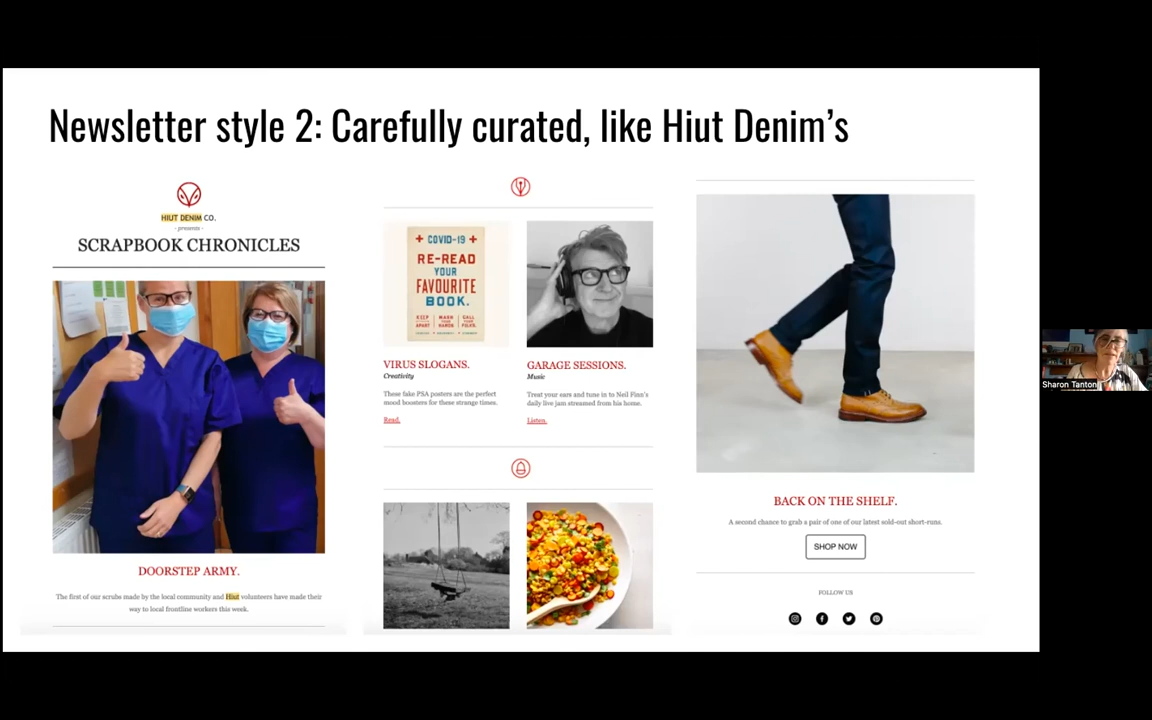 Newsletter style 2: Carefully curated, like Hiut Denim's
HIUT DENIM CO.
- presents -
SCRAPBOOK CHRONICLES
DOORSTEP ARMY.
The first of our scrubs made by the local community and Hiut volunteers have made their
way to local frontline workers this week.
COVID-19
RE-READ
YOUR
FAVOURITE
BOOK.
KEEP
APART
WASH
YOUR
HANDS
VIRUS SLOGANS.
Creativity
These fake PSA posters are the perfect
mood boosters for these strange times.
Read.
GARAGE SESSIONS.
Music
Treat your ears and tune in to Neil Finn's
daily live jam streamed from his home.
Listen.
BACK ON THE SHELF.
A second chance to grab a pair of one of our latest sold-out short-runs.
SHOP NOW
FOLLOW US
Sharon Tanton